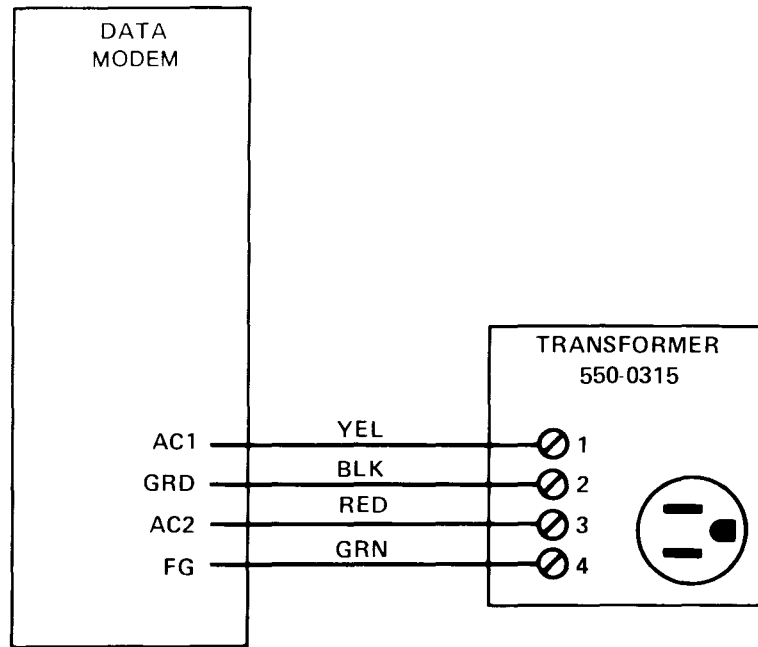 DATA
MODEM
TRANSFORMER
550-0315
AC1 YEL 1
GRD BLK 2
AC2 RED 3
FG GRN 4